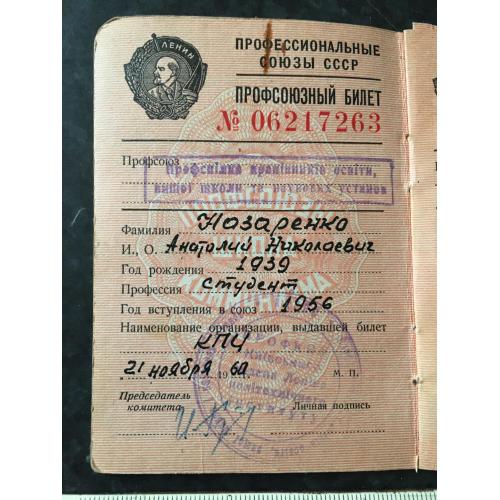 ЛЕНИН
ПРОФЕССИОНАЛЬНЫЕ
СОЮЗЫ СССР
ПРОФСОЮЗНЫЙ БИЛЕТ
№ 06217263
Профсоюз
Профспілка працівників освіти,
вищої школи та наукових установ
Фамилия Назаренко
И., О. Анатолий Николаевич
Год рождения 1939
Профессия студент
Год вступления в союз 1956
Наименование организации, выдавшей билет
КПИ
21 ноября 1960 г. М. П.
Председатель
комитета
Личная подпись